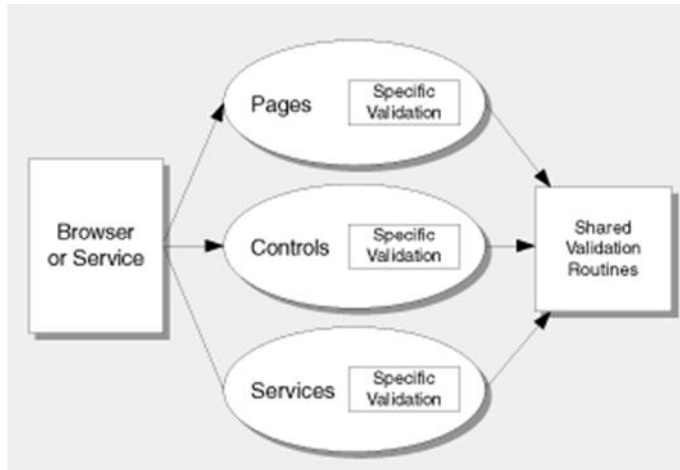 Browser
or Service
Pages
Specific
Validation
Controls
Specific
Validation
Services
Specific
Validation
Shared
Validation
Routines